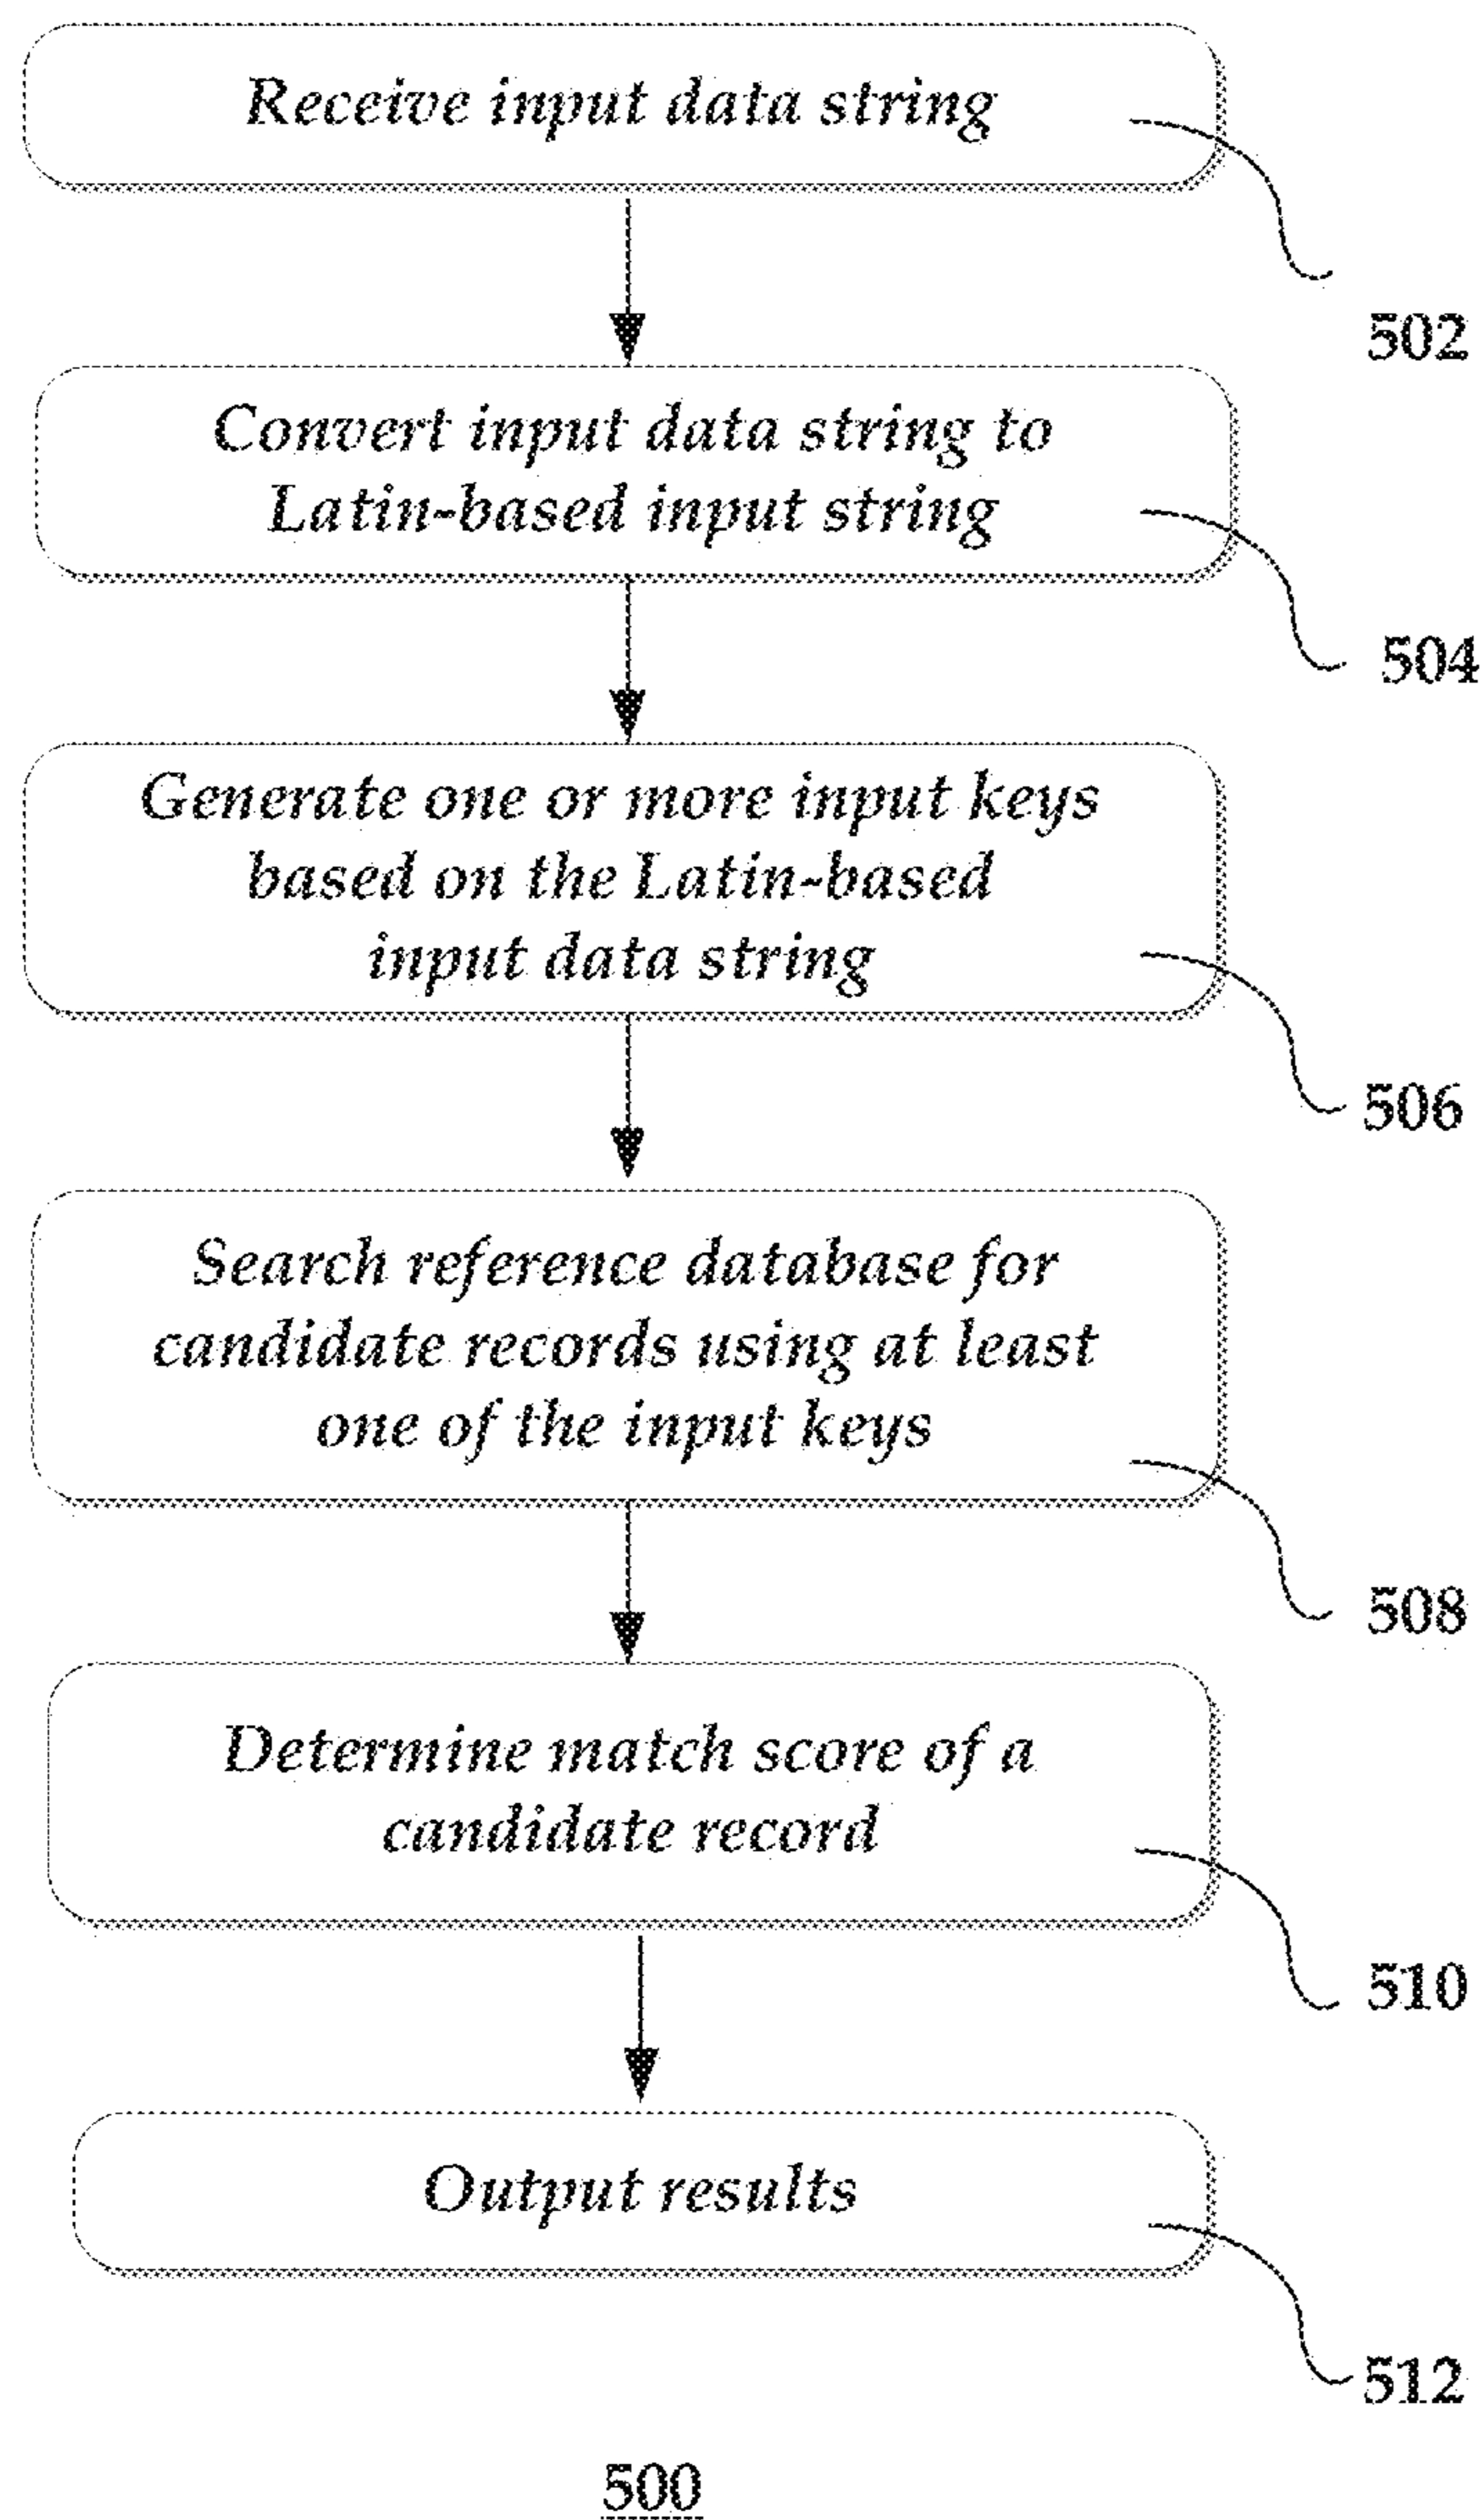 Receive input data string
502
Convert input data string to
Latin-based input string
504
Generate one or more input keys
based on the Latin-based
input data string
506
Search reference database for
candidate records using at least
one of the input keys
508
Determine match score of a
candidate record
510
Output results
512
500